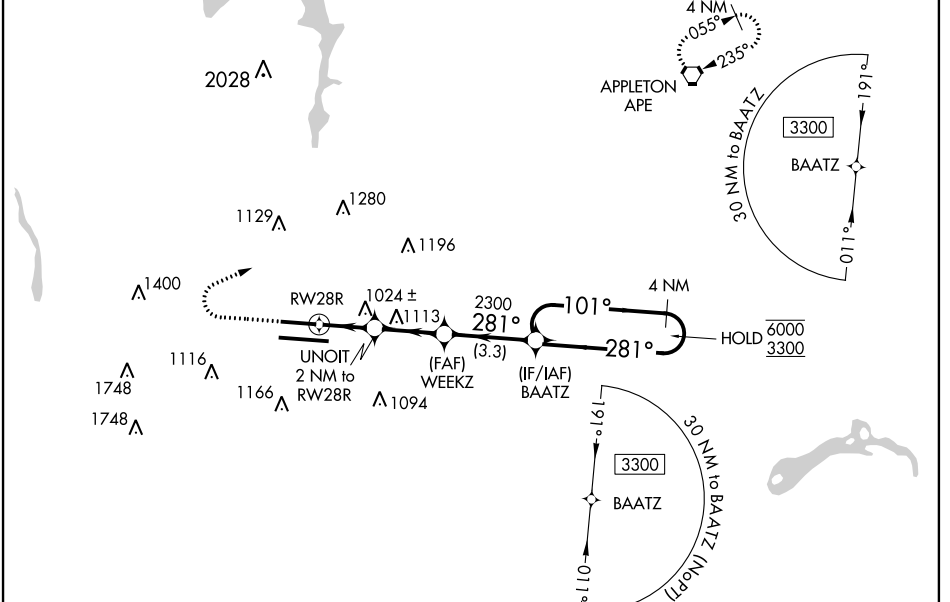 4 NM
055°
235°
2028
APPLETON
APE
30 NM to BAATZ
191°
3300
BAATZ
011°
1280
1129
1196
1400
4 NM
RW28R
1024 ±
2300
101°
1113
281°
HOLD
6000
3300
(3.3)
281°
UNOIT
2 NM to
RW28R
(FAF)
WEEKZ
(IF/IAF)
BAATZ
1116
1748
1166
1094
1748
191°
30 NM to BAATZ (NoPT)
3300
BAATZ
011°